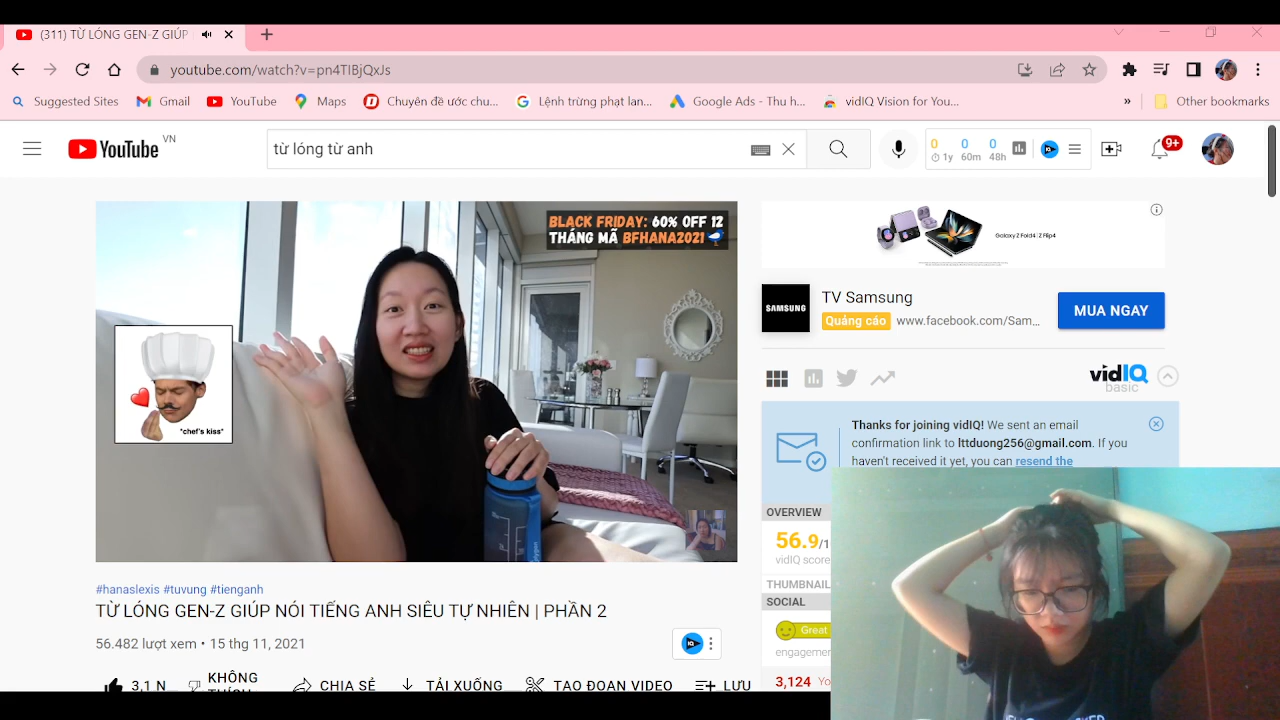 (311) TỪ LÓNG GEN-Z GIÚP
youtube.com/watch?v=pn4TIBjQxJs
Suggested Sites Gmail YouTube Maps Chuyên đề ước chu... Lệnh trừng phạt lan... Google Ads - Thu h... vidIQ Vision for You... » Other bookmarks
YouTube VN
từ lóng từ anh
0 0 0
1y 60m 48h
9+
BLACK FRIDAY: 60% OFF 12
THÁNG MÃ BFHANA2021
*chef's kiss*
Galaxy Z Fold4 | Z Flip4
SAMSUNG
TV Samsung
Quảng cáo www.facebook.com/Sam...
MUA NGAY
vidIQ
basic
Thanks for joining vidIQ! We sent an email
confirmation link to lttduong256@gmail.com. If you
haven't received it yet, you can resend the
OVERVIEW
56.9/1
vidIQ score
THUMBNAIL
SOCIAL
Great
engagemen
3,124 Yo
#hanaslexis #tuvung #tienganh
TỪ LÓNG GEN-Z GIÚP NÓI TIẾNG ANH SIÊU TỰ NHIÊN | PHẦN 2
56.482 lượt xem • 15 thg 11, 2021
3,1 N KHÔNG THÍCH CHIA SẺ TẢI XUỐNG TẠO ĐOẠN VIDEO LƯU